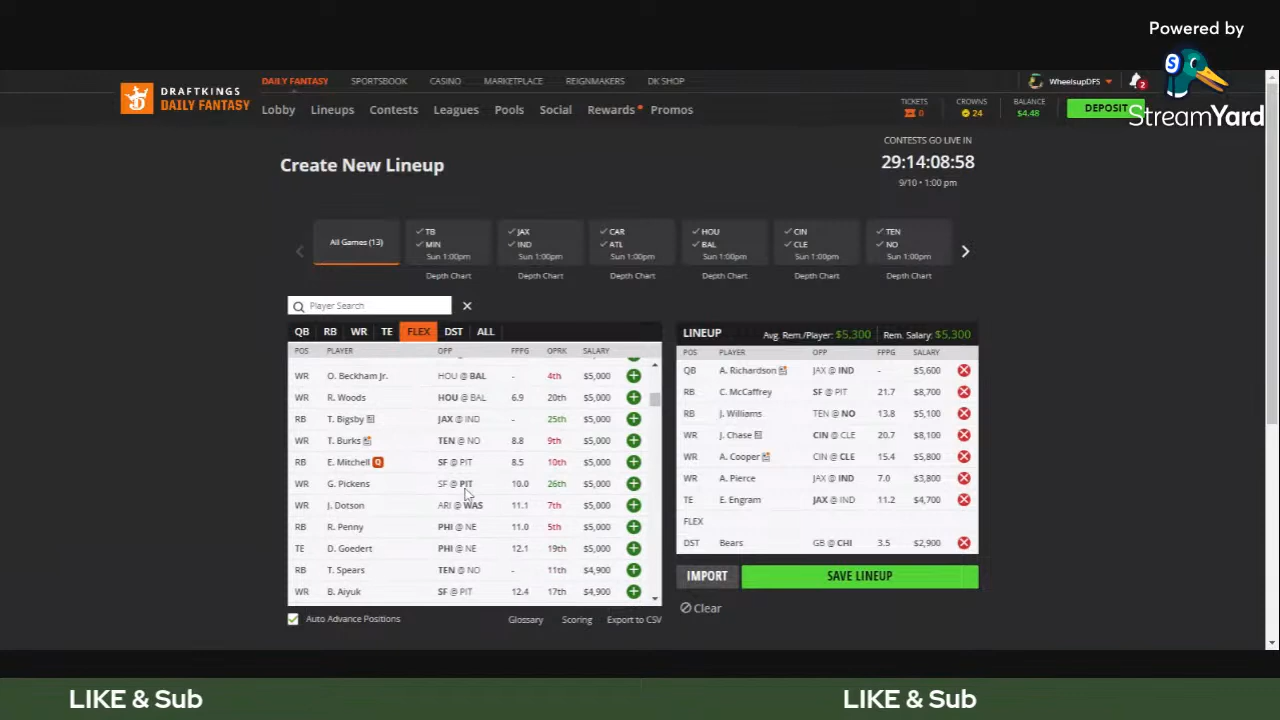 Powered by
StreamYard
DRAFTKINGS
DAILY FANTASY
DAILY FANTASY SPORTSBOOK CASINO MARKETPLACE REIGNMAKERS DK SHOP
WheelsupDFS 2
Lobby Lineups Contests Leagues Pools Social Rewards Promos
TICKETS CROWNS BALANCE
0 24 $4.48
DEPOSIT
CONTESTS GO LIVE IN
Create New Lineup
29:14:08:58
9/10 • 1:00 pm
All Games (13)
TB JAX CAR HOU CIN TEN
MIN IND ATL BAL CLE NO
Sun 1:00pm Sun 1:00pm Sun 1:00pm Sun 1:00pm Sun 1:00pm Sun 1:00pm
Depth Chart Depth Chart Depth Chart Depth Chart Depth Chart Depth Chart
Player Search
QB RB WR TE FLEX DST ALL
POS PLAYER OPP FPPG OPRK SALARY
WR O. Beckham Jr. HOU @ BAL - 4th $5,000
WR R. Woods HOU @ BAL 6.9 20th $5,000
RB T. Bigsby JAX @ IND - 25th $5,000
WR T. Burks TEN @ NO 8.8 9th $5,000
RB E. Mitchell Q SF @ PIT 8.5 10th $5,000
WR G. Pickens SF @ PIT 10.0 26th $5,000
WR J. Dotson ARI @ WAS 11.1 7th $5,000
RB R. Penny PHI @ NE 11.0 5th $5,000
TE D. Goedert PHI @ NE 12.1 19th $5,000
RB T. Spears TEN @ NO - 11th $4,900
WR B. Aiyuk SF @ PIT 12.4 17th $4,900
Auto Advance Positions Glossary Scoring Export to CSV
LINEUP Avg. Rem./Player: $5,300 Rem. Salary: $5,300
POS PLAYER OPP FPPG SALARY
QB A. Richardson JAX @ IND - $5,600
RB C. McCaffrey SF @ PIT 21.7 $8,700
RB J. Williams TEN @ NO 13.8 $5,100
WR J. Chase CIN @ CLE 20.7 $8,100
WR A. Cooper CIN @ CLE 15.4 $5,800
WR A. Pierce JAX @ IND 7.0 $3,800
TE E. Engram JAX @ IND 11.2 $4,700
FLEX
DST Bears GB @ CHI 3.5 $2,900
IMPORT SAVE LINEUP
Clear
LIKE & Sub LIKE & Sub